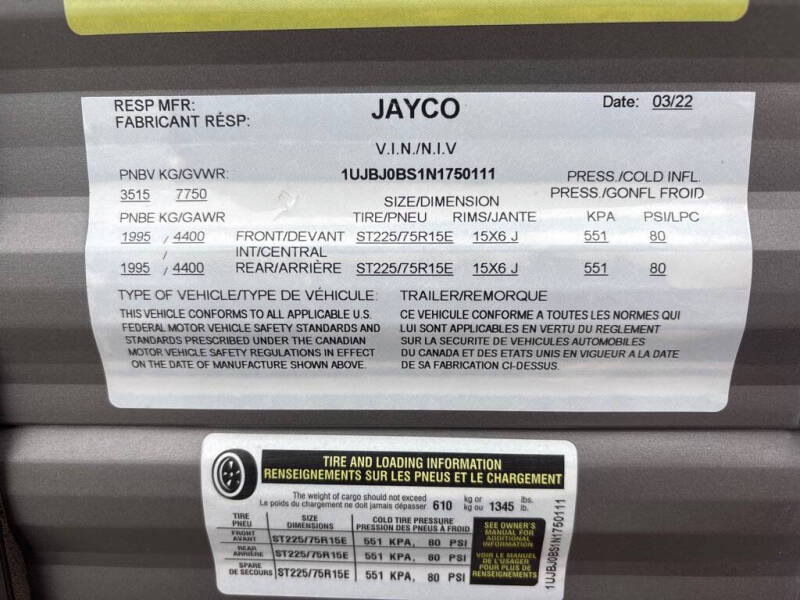 RESP MFR: JAYCO Date: 03/22
FABRICANT RÉSP:
V.I.N./N.I.V
PNBV KG/GVWR: 1UJBJ0BS1N1750111 PRESS./COLD INFL.
3515 7750 SIZE/DIMENSION PRESS./GONFL FROID
PNBE KG/GAWR TIRE/PNEU RIMS/JANTE KPA PSI/LPC
1995 / 4400 FRONT/DEVANT ST225/75R15E 15X6 J 551 80
/ INT/CENTRAL
1995 / 4400 REAR/ARRIÈRE ST225/75R15E 15X6 J 551 80
TYPE OF VEHICLE/TYPE DE VÉHICULE: TRAILER/REMORQUE
THIS VEHICLE CONFORMS TO ALL APPLICABLE U.S.
FEDERAL MOTOR VEHICLE SAFETY STANDARDS AND
STANDARDS PRESCRIBED UNDER THE CANADIAN
MOTOR VEHICLE SAFETY REGULATIONS IN EFFECT
ON THE DATE OF MANUFACTURE SHOWN ABOVE.
CE VEHICULE CONFORME A TOUTES LES NORMES QUI
LUI SONT APPLICABLES EN VERTU DU REGLEMENT
SUR LA SECURITE DE VEHICULES AUTOMOBILES
DU CANADA ET DES ETATS UNIS EN VIGUEUR A LA DATE
DE SA FABRICATION CI-DESSUS.
TIRE AND LOADING INFORMATION
RENSEIGNEMENTS SUR LES PNEUS ET LE CHARGEMENT
The weight of cargo should not exceed 610 kg or 1345 lbs.
Le poids du chargement ne doit jamais dépasser kg ou lb.
TIRE SIZE COLD TIRE PRESSURE
PNEU DIMENSIONS PRESSION DES PNEUS À FROID
FRONT
AVANT ST225/75R15E 551 KPA, 80 PSI
REAR
ARRIÈRE ST225/75R15E 551 KPA, 80 PSI
SPARE
DE SECOURS ST225/75R15E 551 KPA, 80 PSI
SEE OWNER'S
MANUAL FOR
ADDITIONAL
INFORMATION
VOIR LE MANUEL
DE L'USAGER
POUR PLUS DE
RENSEIGNEMENTS
1UJBJ0BS1N1750111